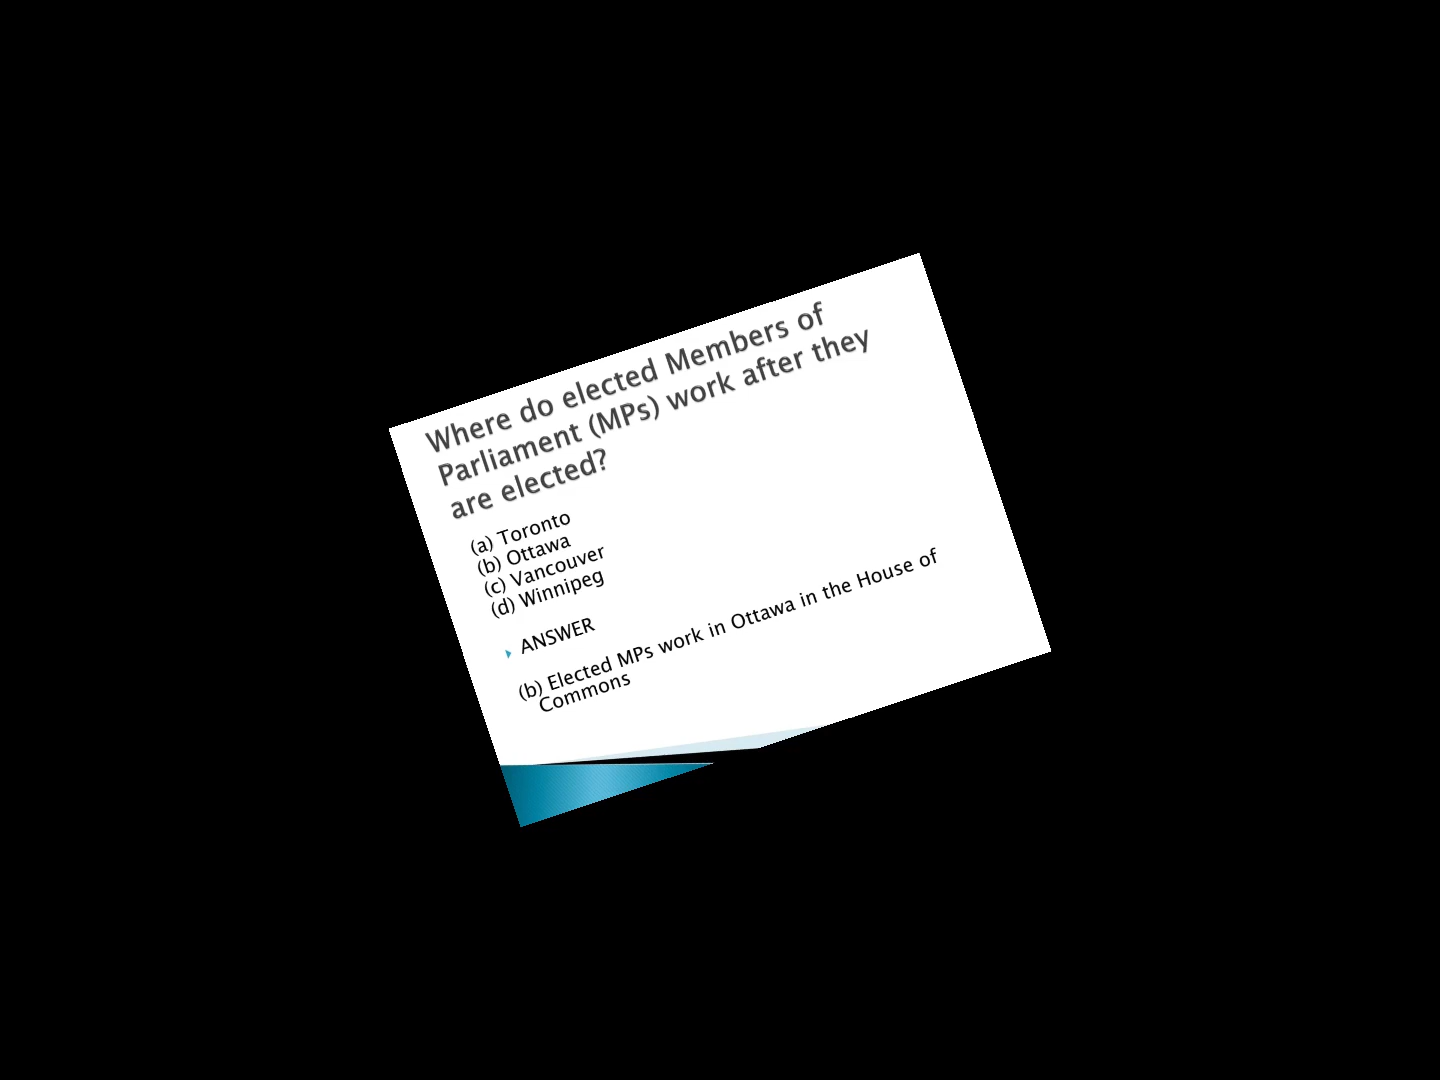 Where do elected Members of
Parliament (MPs) work after they
are elected?
(a) Toronto
(b) Ottawa
(c) Vancouver
(d) Winnipeg
ANSWER
(b) Elected MPs work in Ottawa in the House of
Commons